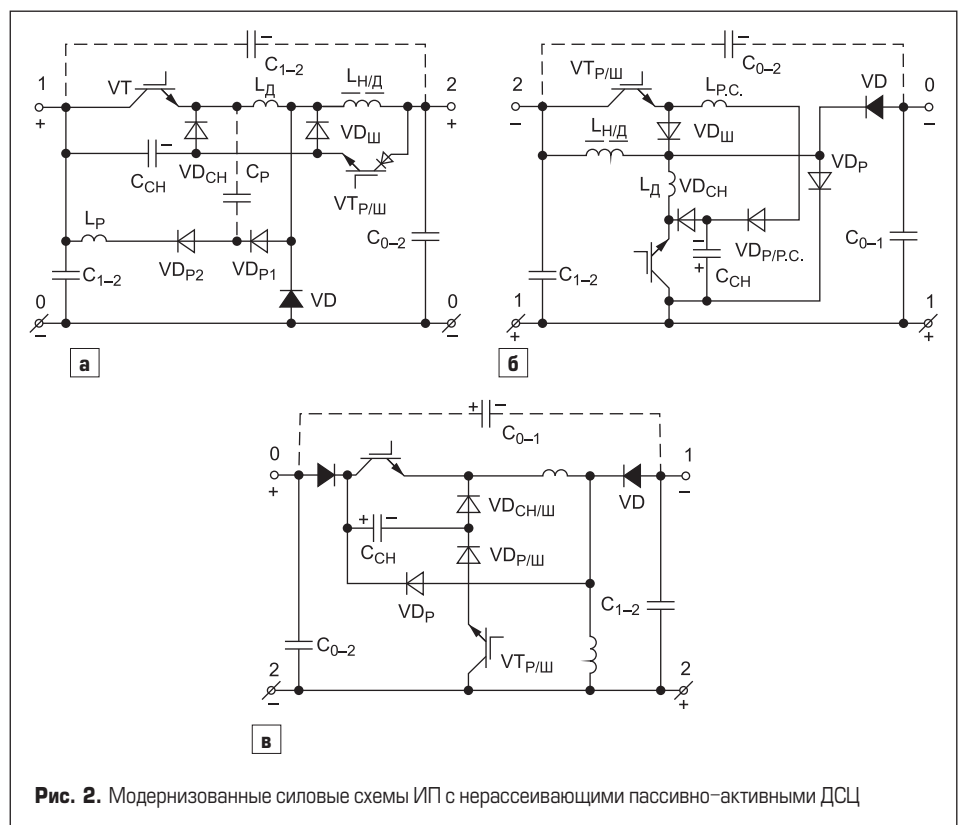 C1–2
1
+
VT
LД
LН/Д
2
+
VDСН
VDШ
CСН
CР
VTР/Ш
LР
C1–2
VDР2
VDР1
VD
C0–2
0
–
0
–
а
C0–2
2
–
VTР/Ш
LР.С.
VD
0
–
LН/Д
VDШ
VDР
LД
VDСН
C1–2
VDР/Р.С.
CСН
C0–1
1
+
1
+
б
C0–1
0
+
1
–
VD
VDСН/Ш
CСН
VDР/Ш
VDР
C1–2
C0–2
VTР/Ш
2
–
2
+
в
Рис. 2. Модернизованные силовые схемы ИП с нерассеивающими пассивно–активными ДСЦ